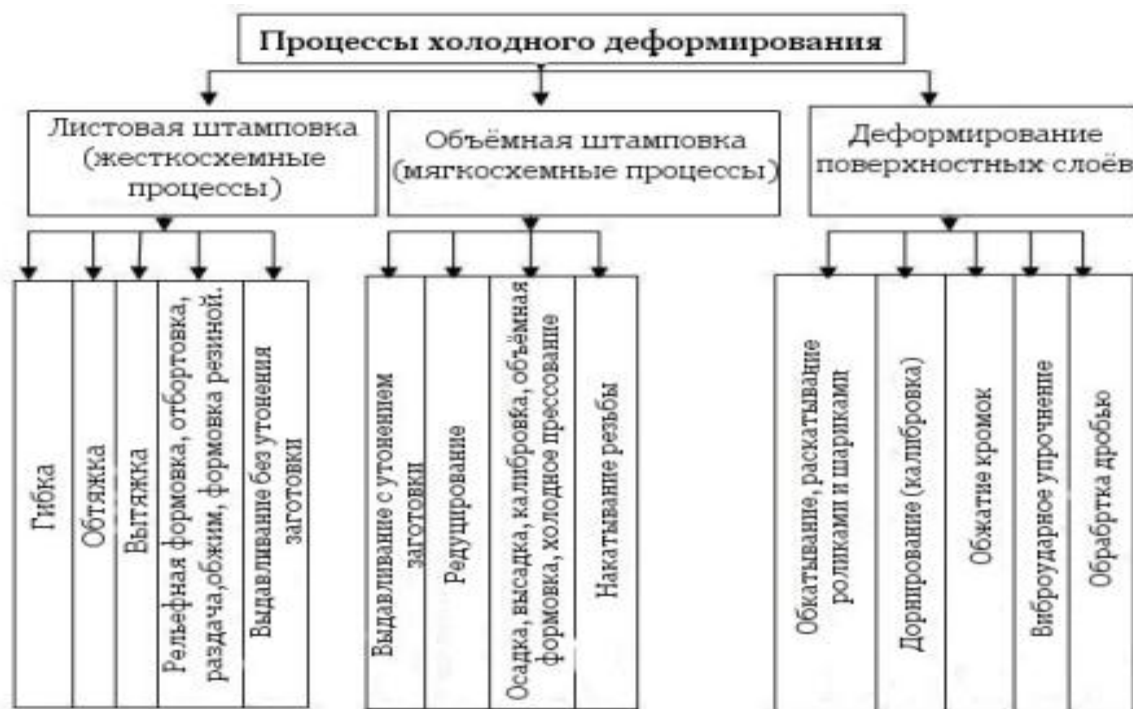 Процессы холодного деформирования
Листовая штамповка
(жесткосхемные
процессы)
Объёмная штамповка
(мягкосхемные процессы)
Деформирование
поверхностных слоёв
Гибка
Обтяжка
Вытяжка
Рельефная формовка, отбортовка,
раздача,обжим, формовка резиной.
Выдавливание без утонения
заготовки
Выдавливание с утонением
заготовки
Редуцирование
Осадка, высадка, калибровка, объёмная
формовка, холодное прессование
Накатывание резьбы
Обкатывание, раскатывание
роликами и шариками
Дорнирование (калибровка)
Обжатие кромок
Виброударное упрочнение
Обрабртка дробью